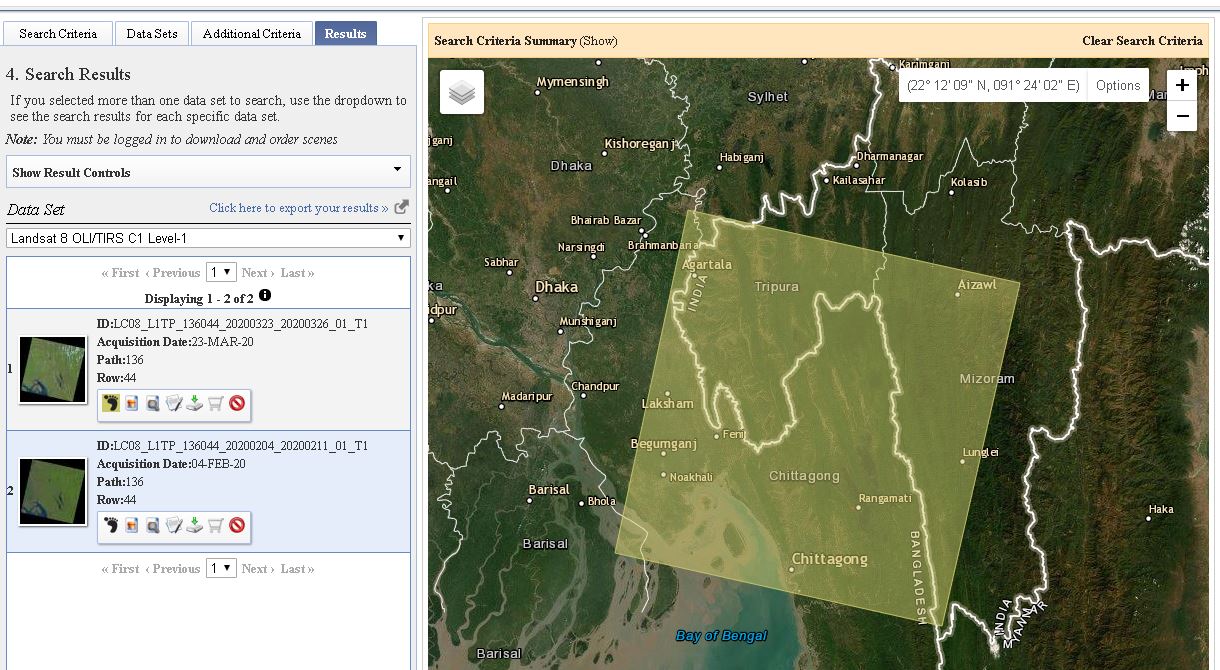 Search Criteria
Data Sets
Additional Criteria
Results
4. Search Results
If you selected more than one data set to search, use the dropdown to
see the search results for each specific data set.
Note: You must be logged in to download and order scenes
Show Result Controls
Data Set
Click here to export your results »
Landsat 8 OLI/TIRS C1 Level-1
« First ‹ Previous 1 Next › Last »
Displaying 1 - 2 of 2
1
ID:LC08_L1TP_136044_20200323_20200326_01_T1
Acquisition Date:23-MAR-20
Path:136
Row:44
2
ID:LC08_L1TP_136044_20200204_20200211_01_T1
Acquisition Date:04-FEB-20
Path:136
Row:44
« First ‹ Previous 1 Next › Last »
Search Criteria Summary (Show)
Clear Search Criteria
(22° 12' 09" N, 091° 24' 02" E)
Options
+
−
Karimganj
Mymensingh
Sylhet
Kishoreganj
Habiganj
Dharmanagar
Dhaka
Kailasahar
Kolasib
jganj
angail
Bhairab Bazar
Narsingdi
Brahmanbaria
Sabhar
Agartala
INDIA
Tripura
Aizawl
ka
Dhaka
idpur
Munshiganj
Mizoram
Chandpur
Madaripur
Laksham
Feni
Begumganj
Lunglei
Noakhali
Chittagong
Barisal
Bhola
Rangamati
Haka
Barisal
BANGLADESH
Chittagong
INDIA
MYANMAR
Bay of Bengal
Barisal